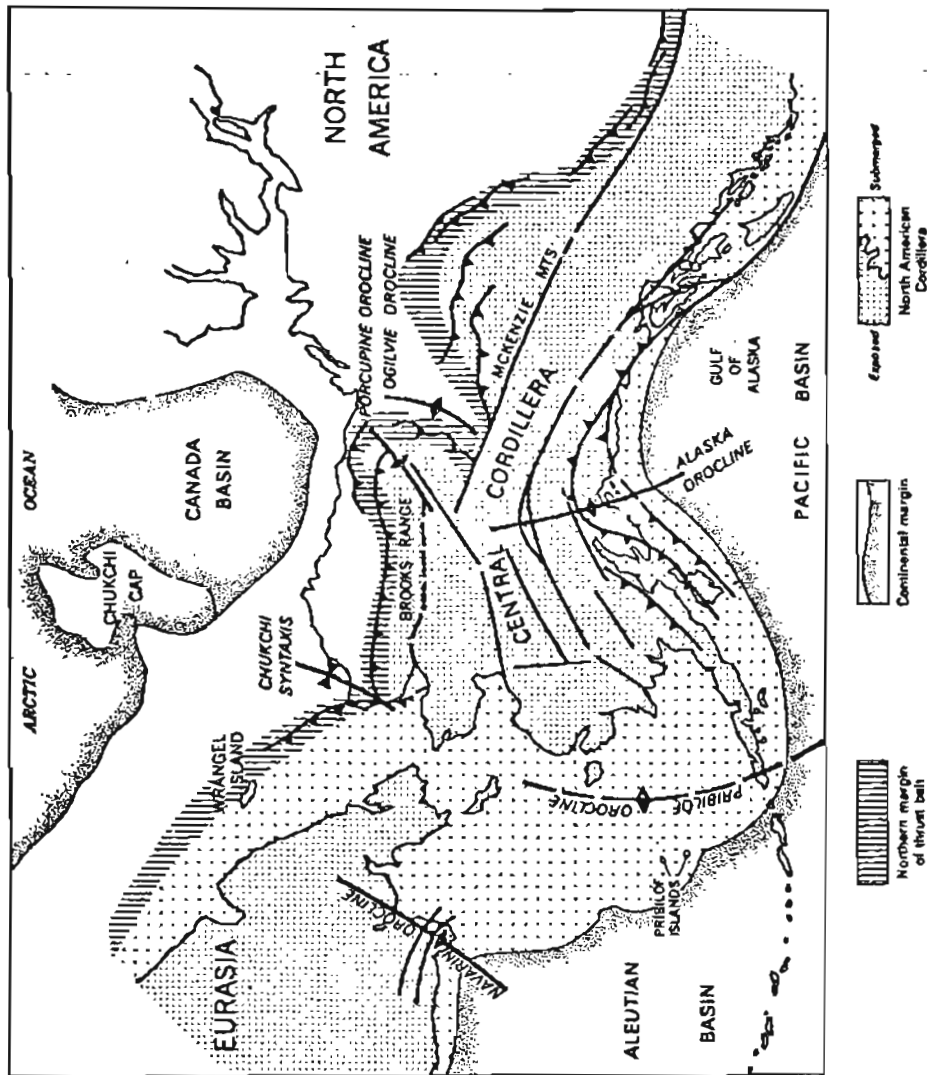 ARCTIC
OCEAN
CHUKCHI
CAP
CANADA
BASIN
NORTH
AMERICA
WRANGEL
ISLAND
CHUKCHI
SYNTAXIS
BROOKS RANGE
PORCUPINE OROCLINE
OGILVIE OROCLINE
EURASIA
MCKENZIE MTS
CENTRAL
CORDILLERA
NAVARIN
OROCLINE
PRIBILOF
OROCLINE
ALASKA
OROCLINE
GULF
OF
ALASKA
PRIBILOF
ISLANDS
PACIFIC
BASIN
ALEUTIAN
BASIN
Northern margin
of thrust belt
Continental margin
Exposed
Submerged
North American
Cordillera